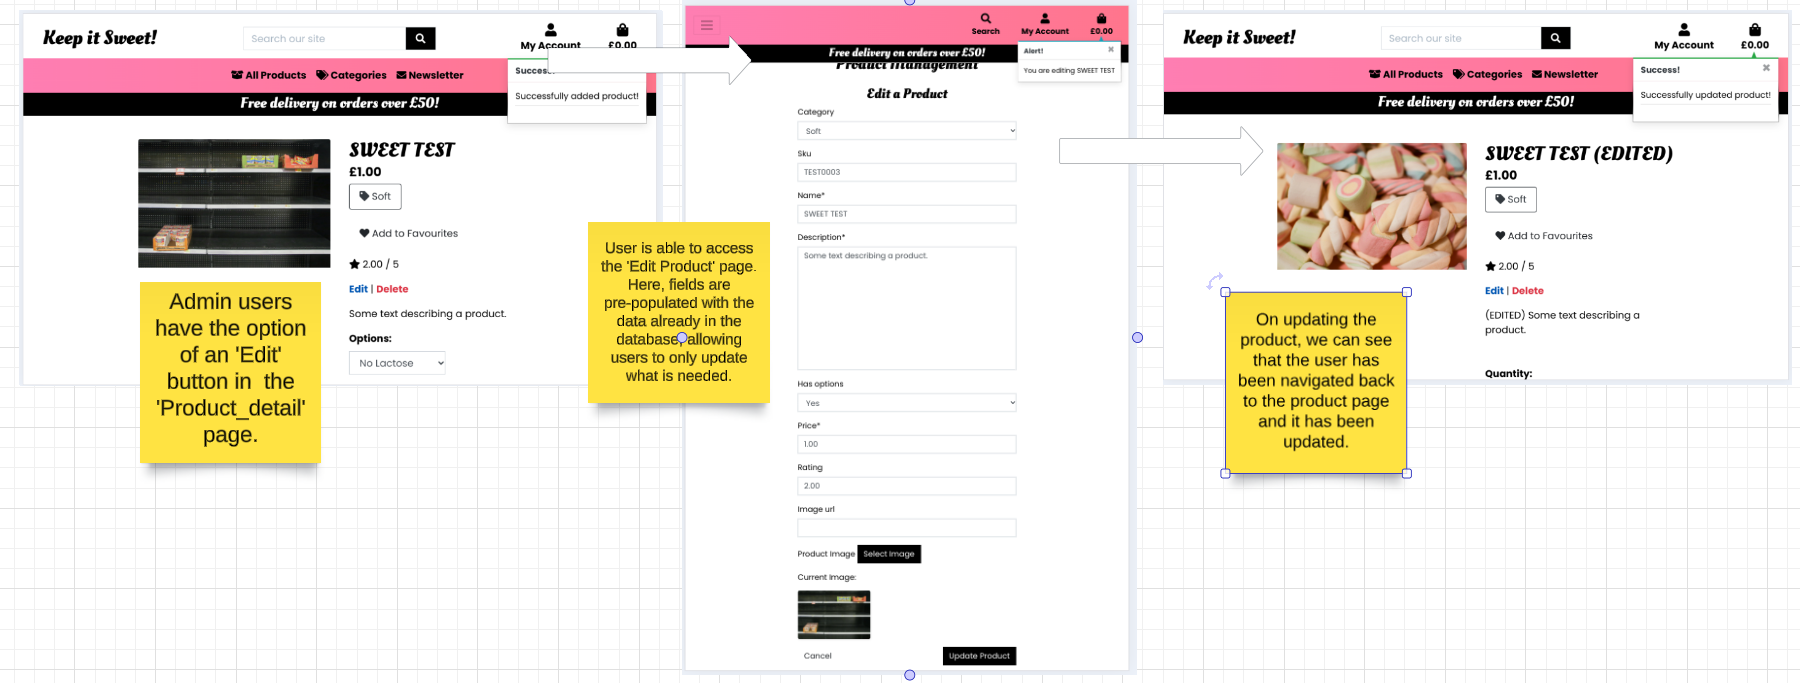 Keep it Sweet!
Search our site
My Account
£0.00
All Products
Categories
Newsletter
Success!
Successfully added product!
Free delivery on orders over £50!
SWEET TEST
£1.00
Soft
Add to Favourites
2.00 / 5
Edit | Delete
Some text describing a product.
Options:
No Lactose
Admin users
have the option
of an 'Edit'
button in the
'Product_detail'
page.
Search
My Account
£0.00
Free delivery on orders over £50!
Alert!
You are editing SWEET TEST
Product Management
Edit a Product
Category
Soft
Sku
TEST0003
Name*
SWEET TEST
Description*
Some text describing a product.
Has options
Yes
Price*
1.00
Rating
2.00
Image url
Product Image
Select Image
Current Image:
Cancel
Update Product
User is able to access
the 'Edit Product' page.
Here, fields are
pre-populated with the
data already in the
database, allowing
users to only update
what is needed.
Keep it Sweet!
Search our site
My Account
£0.00
All Products
Categories
Newsletter
Success!
Successfully updated product!
Free delivery on orders over £50!
SWEET TEST (EDITED)
£1.00
Soft
Add to Favourites
2.00 / 5
Edit | Delete
(EDITED) Some text describing a
product.
Quantity:
On updating the
product, we can see
that the user has
been navigated back
to the product page
and it has been
updated.